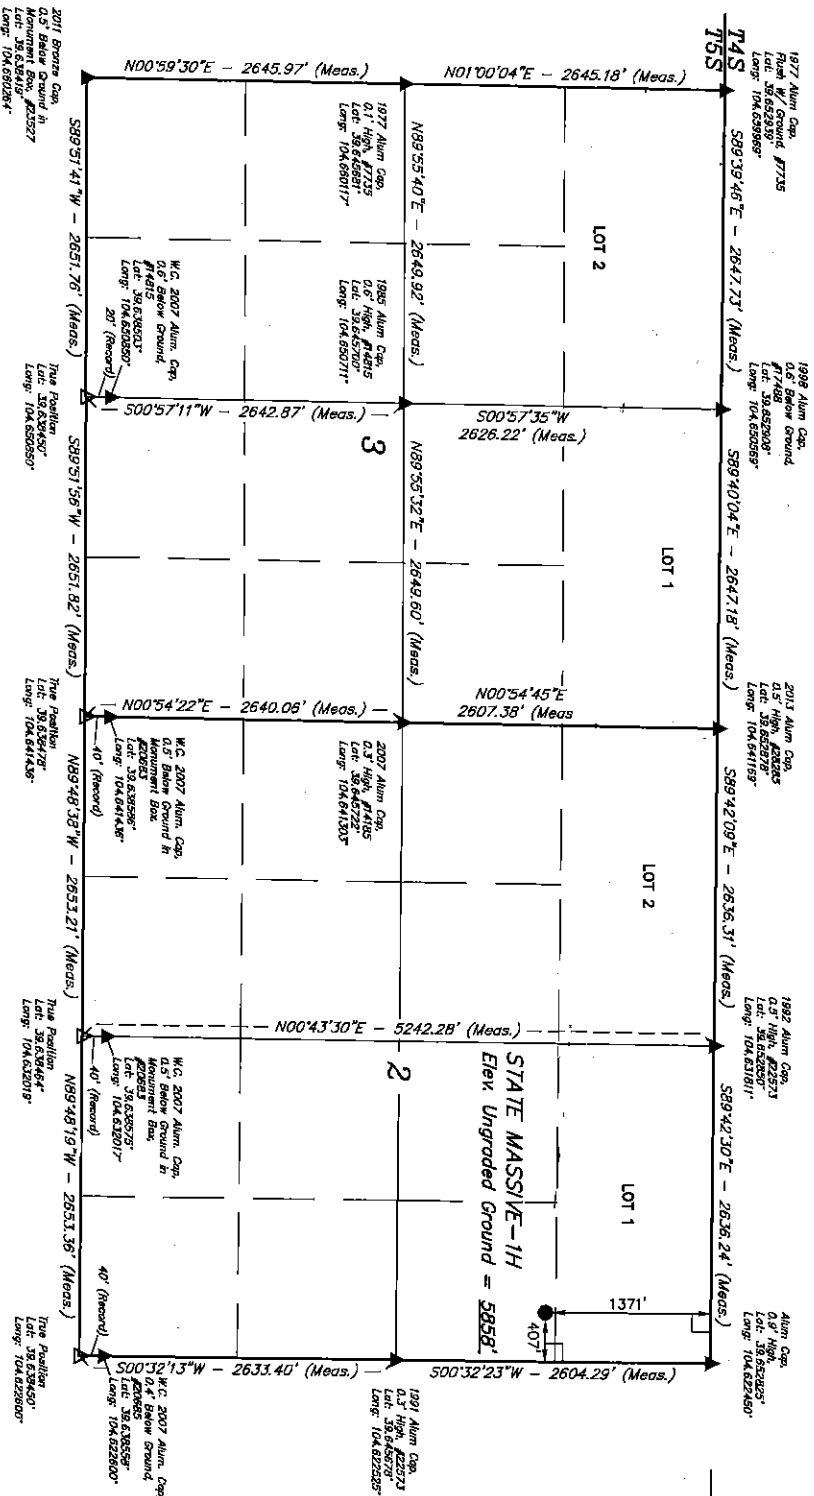 T4S
T5S
1977 Alum Cap,
Flush W/ Ground, #7735
Lat: 39.652939°
Long: 104.659969°
S89°39'46"E - 2647.73' (Meas.)
1998 Alum Cap,
0.6' Below Ground,
#17488
Lat: 39.652908°
Long: 104.650569°
S89°40'04"E - 2647.18' (Meas.)
2013 Alum Cap,
0.5' High, #28285
Lat: 39.652878°
Long: 104.641169°
S89°42'09"E - 2636.31' (Meas.)
1992 Alum Cap,
0.5' High, #22573
Lat: 39.652850°
Long: 104.631811°
S89°42'30"E - 2636.24' (Meas.)
Alum Cap,
0.9' High,
Lat: 39.652825°
Long: 104.622450°
N01°00'04"E - 2645.18' (Meas.)
LOT 2
S00°57'35"W
2626.22' (Meas.)
LOT 1
N00°54'45"E
2607.38' (Meas
LOT 2
LOT 1
1371'
407'
STATE MASSIVE-1H
Elev. Ungraded Ground = 5856'
S00°32'23"W - 2604.29' (Meas.)
N89°55'40"E - 2649.92' (Meas.)
N89°55'32"E - 2649.60' (Meas.)
1977 Alum Cap,
0.1' High, #7735
Lat: 39.645681°
Long: 104.660117°
1985 Alum Cap,
0.6' High, #14815
Lat: 39.645700°
Long: 104.650711°
3
2007 Alum Cap,
0.3' High, #14185
Lat: 39.645722°
Long: 104.641303°
2
1991 Alum Cap,
0.3' High, #22573
Lat: 39.645678°
Long: 104.622525°
N00°59'30"E - 2645.97' (Meas.)
S00°57'11"W - 2642.87' (Meas.)
N00°54'22"E - 2640.06' (Meas.)
N00°43'30"E - 5242.28' (Meas.)
S00°32'13"W - 2633.40' (Meas.)
W.C. 2007 Alum. Cap,
0.6' Below Ground,
#14815
Lat: 39.638503°
Long: 104.650850°
20' (Record)
W.C. 2007 Alum. Cap,
0.5' Below Ground in
Monument Box,
#20683
Lat: 39.638586°
Long: 104.641436°
40' (Record)
W.C. 2007 Alum. Cap,
0.5' Below Ground in
Monument Box,
#20683
Lat: 39.638575°
Long: 104.632017°
40' (Record)
W.C. 2007 Alum. Cap,
0.4' Below Ground,
#20685
Lat: 39.638558°
Long: 104.622600°
40' (Record)
S89°51'41"W - 2651.76' (Meas.)
S89°51'56"W - 2651.82' (Meas.)
N89°48'38"W - 2653.21' (Meas.)
N89°48'19"W - 2653.36' (Meas.)
2011 Bronze Cap,
0.5' Below Ground in
Monument Box, #23527
Lat: 39.638419°
Long: 104.660264°
True Position
Lat: 39.638450°
Long: 104.650850°
True Position
Lat: 39.638478°
Long: 104.641436°
True Position
Lat: 39.638464°
Long: 104.632019°
True Position
Lat: 39.638450°
Long: 104.622600°